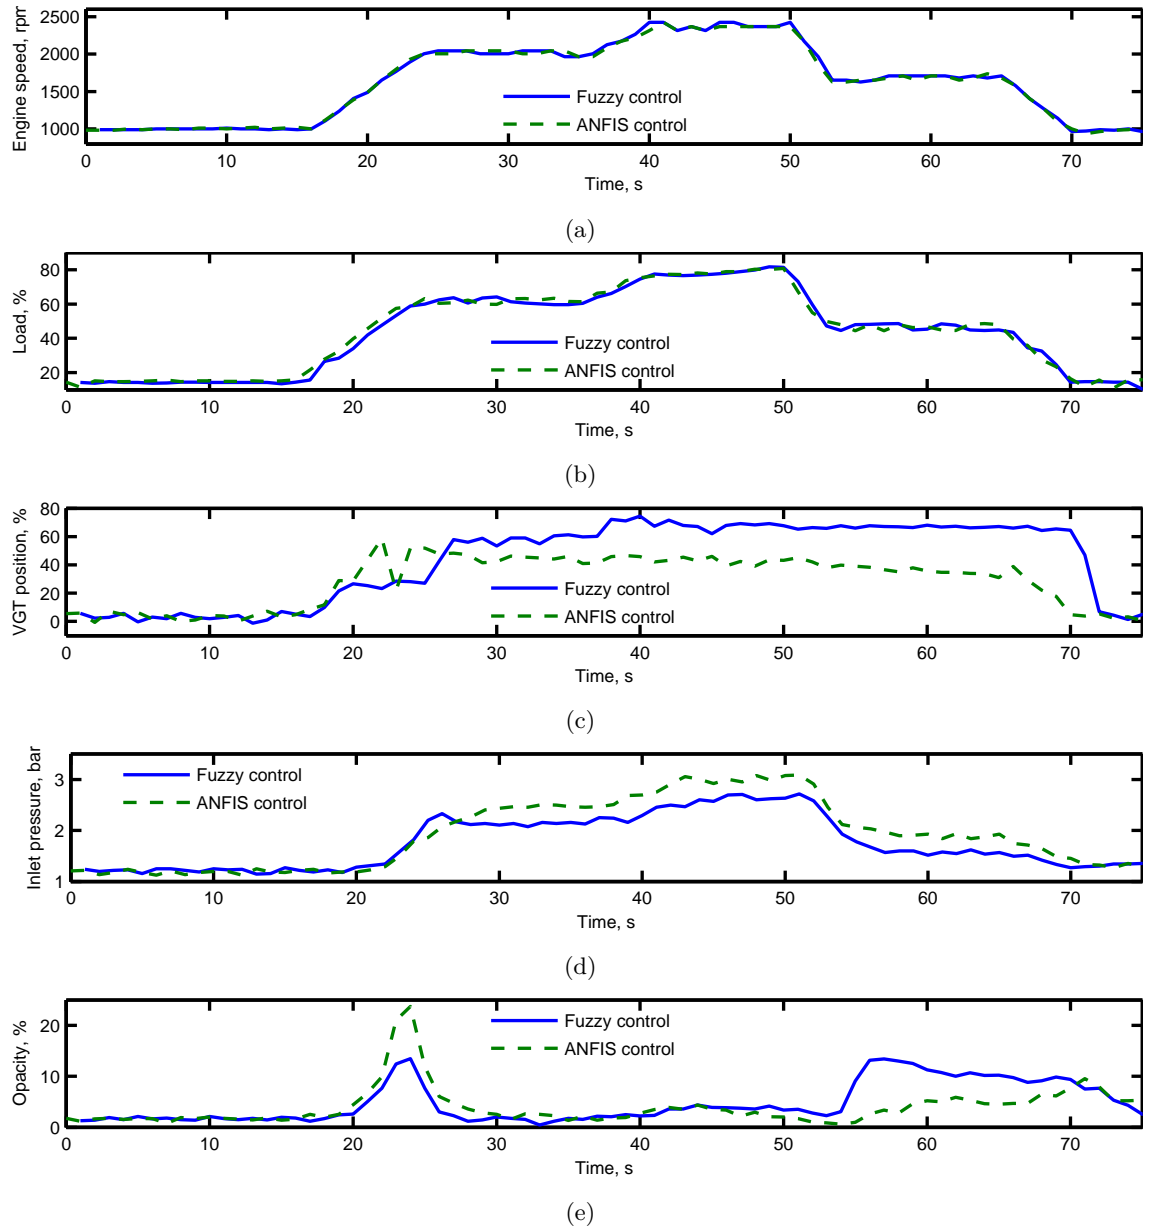 Engine speed, rpm
2500
2000
1500
1000
Fuzzy control
ANFIS control
0 10 20 30 40 50 60 70
Time, s
(a)
Load, %
80
60
40
20
Fuzzy control
ANFIS control
0 10 20 30 40 50 60 70
Time, s
(b)
VGT position, %
80
60
40
20
0
Fuzzy control
ANFIS control
0 10 20 30 40 50 60 70
Time, s
(c)
Inlet pressure, bar
3
2
1
Fuzzy control
ANFIS control
0 10 20 30 40 50 60 70
Time, s
(d)
Opacity, %
20
10
0
Fuzzy control
ANFIS control
0 10 20 30 40 50 60 70
Time, s
(e)